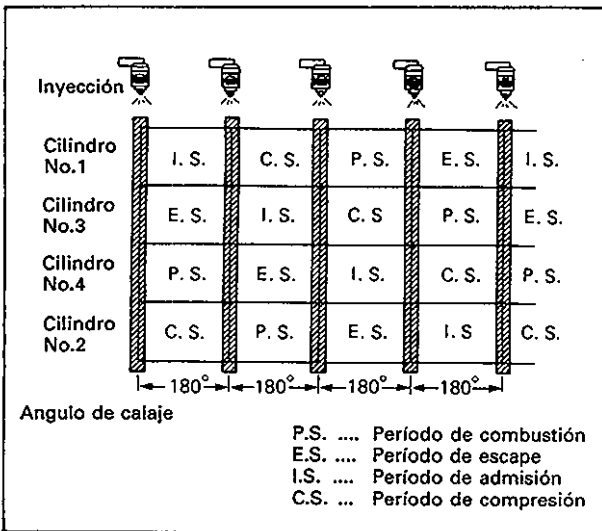 Inyección
Cilindro No.1 I. S. C. S. P. S. E. S. I. S.
Cilindro No.3 E. S. I. S. C. S P. S. E. S.
Cilindro No.4 P. S. E. S. I. S. C. S. P. S.
Cilindro No.2 C. S. P. S. E. S. I. S C. S.
180° 180° 180° 180°
Angulo de calaje
P.S. .... Período de combustión
E.S. .... Período de escape
I.S. .... Período de admisión
C.S. ... Período de compresión